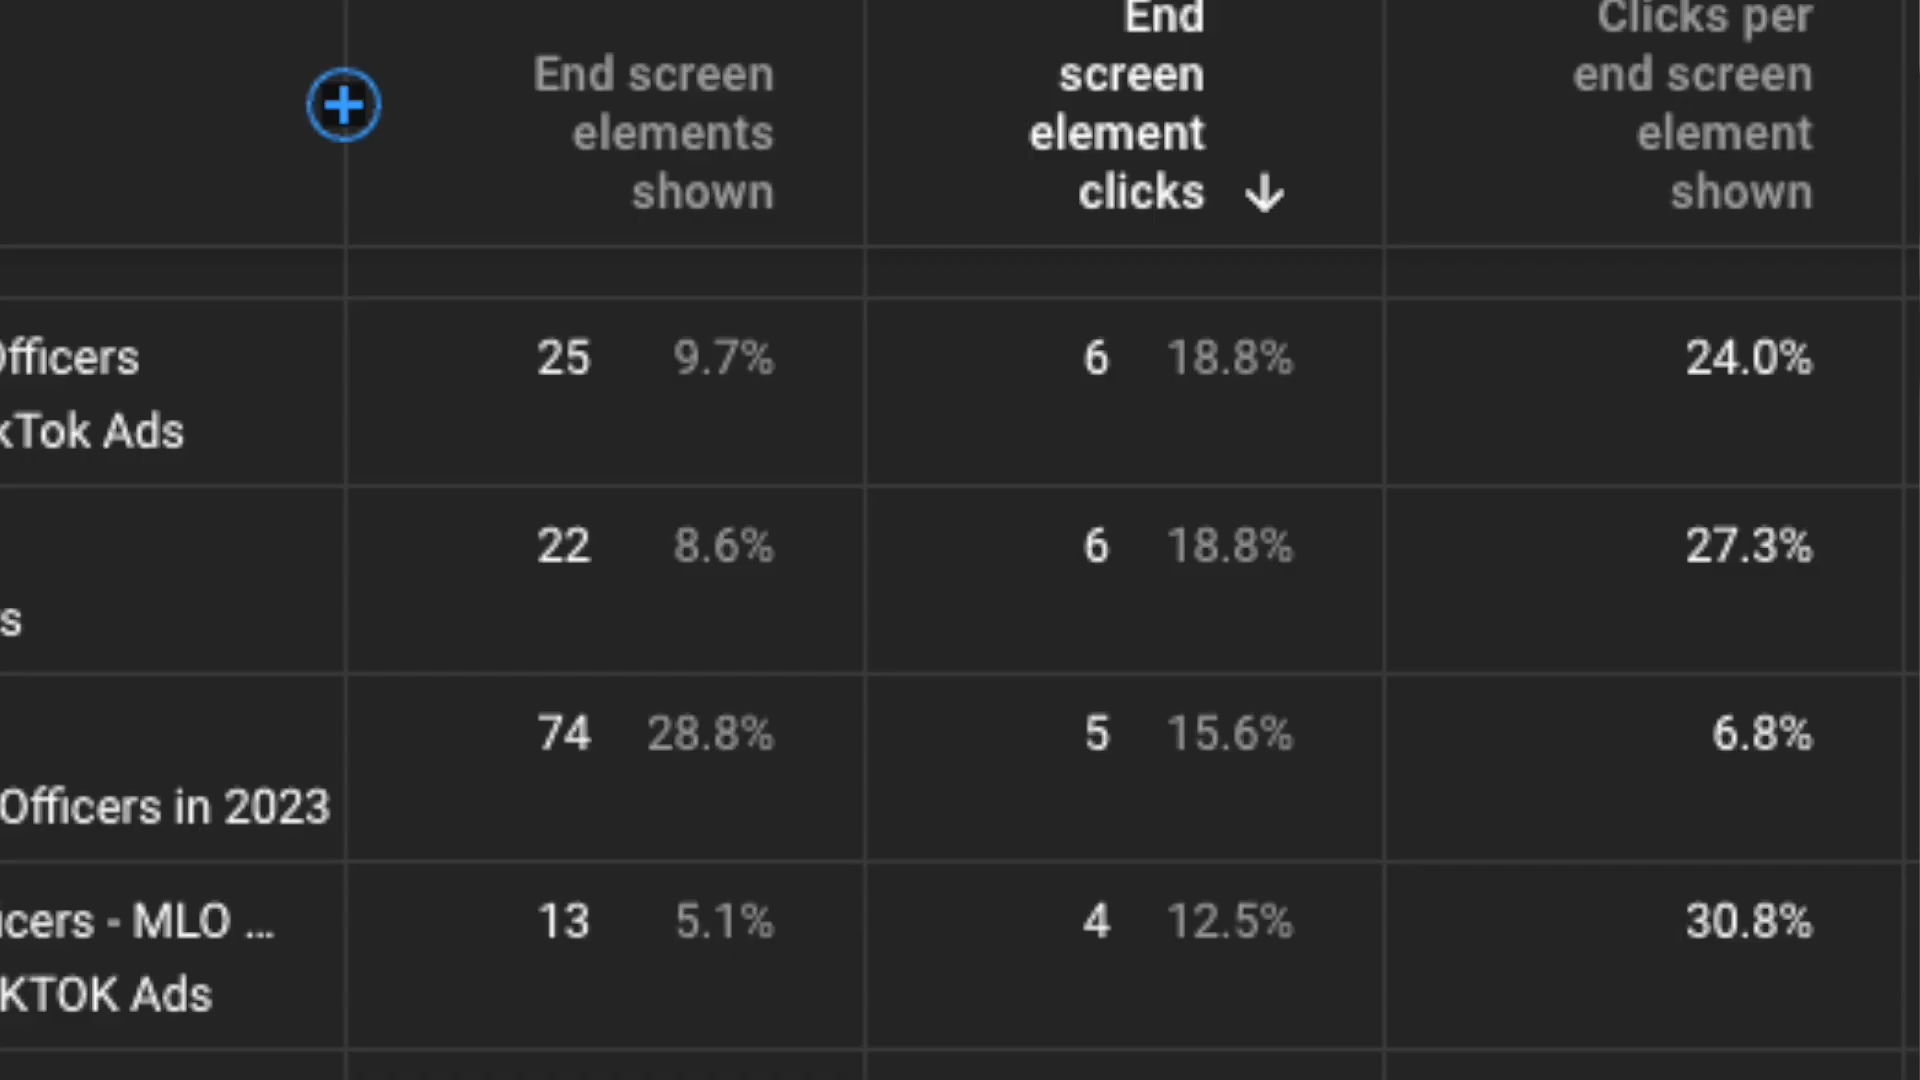 End screen
elements
shown
End
screen
element
clicks
Clicks per
end screen
element
shown
Officers
kTok Ads
25 9.7% 6 18.8% 24.0%
s
22 8.6% 6 18.8% 27.3%
Officers in 2023
74 28.8% 5 15.6% 6.8%
icers - MLO ...
KTOK Ads
13 5.1% 4 12.5% 30.8%